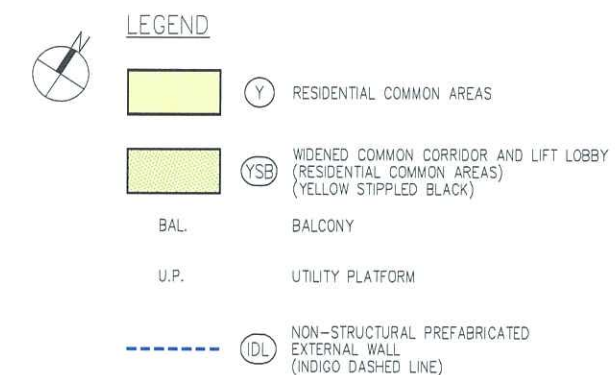 N
LEGEND
Y RESIDENTIAL COMMON AREAS
YSB WIDENED COMMON CORRIDOR AND LIFT LOBBY
(RESIDENTIAL COMMON AREAS)
(YELLOW STIPPLED BLACK)
BAL. BALCONY
U.P. UTILITY PLATFORM
IDL NON-STRUCTURAL PREFABRICATED
EXTERNAL WALL
(INDIGO DASHED LINE)